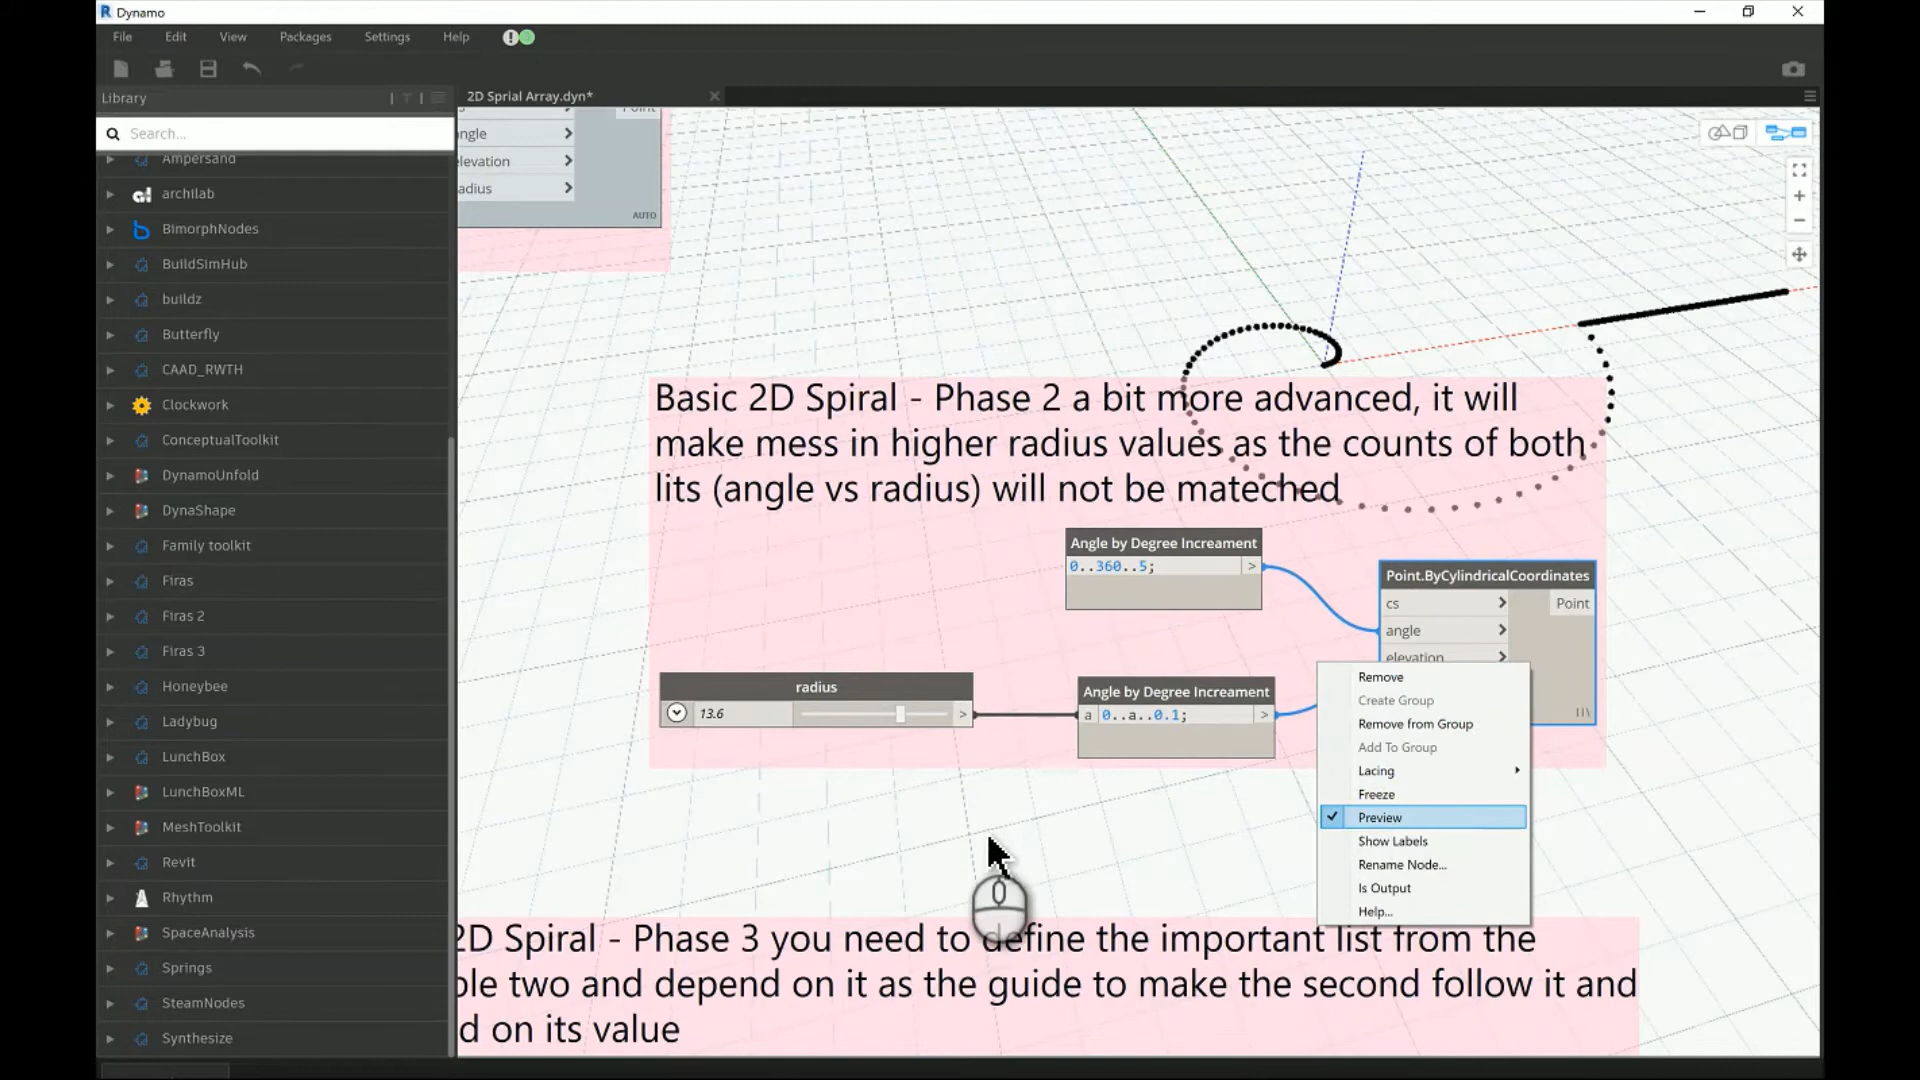 Dynamo
File Edit View Packages Settings Help
Library
2D Sprial Array.dyn*
Search...
Ampersand
archilab
BimorphNodes
BuildSimHub
buildz
Butterfly
CAAD_RWTH
Clockwork
ConceptualToolkit
DynamoUnfold
DynaShape
Family toolkit
Firas
Firas 2
Firas 3
Honeybee
Ladybug
LunchBox
LunchBoxML
MeshToolkit
Revit
Rhythm
SpaceAnalysis
Springs
SteamNodes
Synthesize
Point
angle
elevation
radius
AUTO
Basic 2D Spiral - Phase 2 a bit more advanced, it will
make mess in higher radius values as the counts of both
lits (angle vs radius) will not be mateched
Angle by Degree Increament
0..360..5; >
Point.ByCylindricalCoordinates
cs Point
angle
elevation
radius
13.6 >
Angle by Degree Increament
a 0..a..0.1; >
Remove
Create Group
Remove from Group
Add To Group
Lacing
Freeze
Preview
Show Labels
Rename Node...
Is Output
Help...
2D Spiral - Phase 3 you need to define the important list from the
ble two and depend on it as the guide to make the second follow it and
d on its value